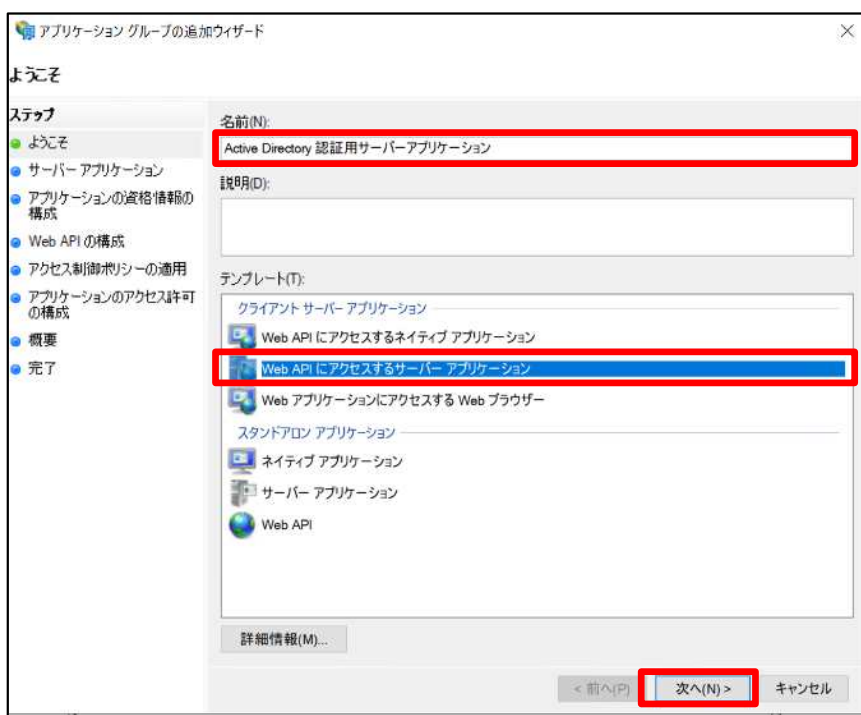 アプリケーション グループの追加ウィザード
ようこそ
ステップ
ようこそ
サーバー アプリケーション
アプリケーションの資格情報の
構成
Web API の構成
アクセス制御ポリシーの適用
アプリケーションのアクセス許可
の構成
概要
完了
名前(N):
Active Directory 認証用サーバーアプリケーション
説明(D):
テンプレート(T):
クライアント サーバー アプリケーション
Web API にアクセスするネイティブ アプリケーション
Web API にアクセスするサーバー アプリケーション
Web アプリケーションにアクセスする Web ブラウザー
スタンドアロン アプリケーション
ネイティブ アプリケーション
サーバー アプリケーション
Web API
詳細情報(M)...
< 前へ(P)
次へ(N) >
キャンセル